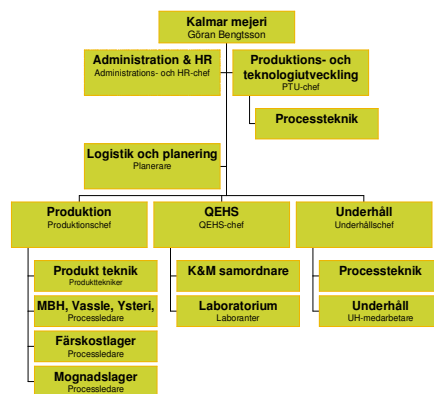 Kalmar mejeri
Göran Bengtsson
Administration & HR
Administrations- och HR-chef
Produktions- och
teknologiutveckling
PTU-chef
Processteknik
Logistik och planering
Planerare
Produktion
Produktionschef
QEHS
QEHS-chef
Underhåll
Underhållschef
Produkt teknik
Produkttekniker
MBH, Vassle, Ysteri,
Processledare
Färskostlager
Processledare
Mognadslager
Processledare
K&M samordnare
Laboratorium
Laboranter
Processteknik
Underhåll
UH-medarbetare